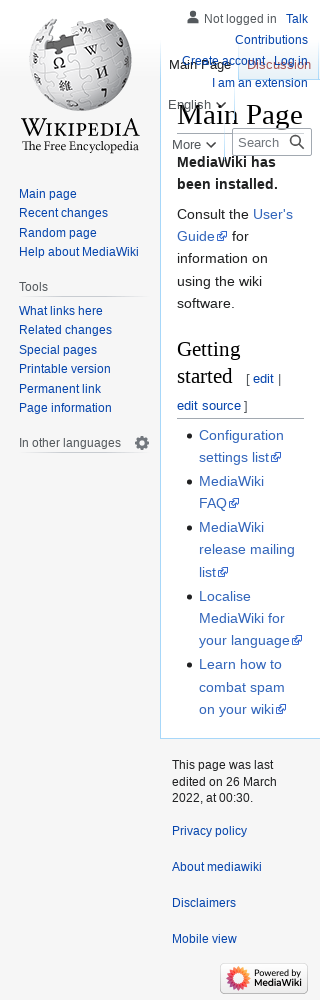 Not logged in Talk
Contributions
Create account Log in
I am an extension
Main Page Discussion
English
More
Search
WIKIPEDIA
The Free Encyclopedia
Main page
Recent changes
Random page
Help about MediaWiki
Tools
What links here
Related changes
Special pages
Printable version
Permanent link
Page information
In other languages
Main Page
MediaWiki has
been installed.
Consult the User's
Guide for
information on
using the wiki
software.
Getting
started [ edit |
edit source ]
Configuration
settings list
MediaWiki
FAQ
MediaWiki
release mailing
list
Localise
MediaWiki for
your language
Learn how to
combat spam
on your wiki
This page was last
edited on 26 March
2022, at 00:30.
Privacy policy
About mediawiki
Disclaimers
Mobile view
Powered by
MediaWiki